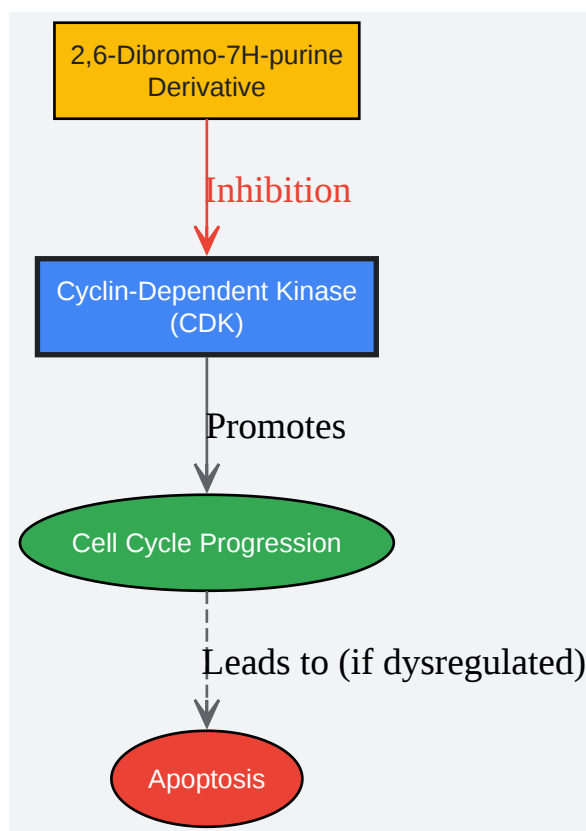 2,6-Dibromo-7H-purine
Derivative
Inhibition
Cyclin-Dependent Kinase
(CDK)
Promotes
Cell Cycle Progression
Leads to (if dysregulated)
Apoptosis